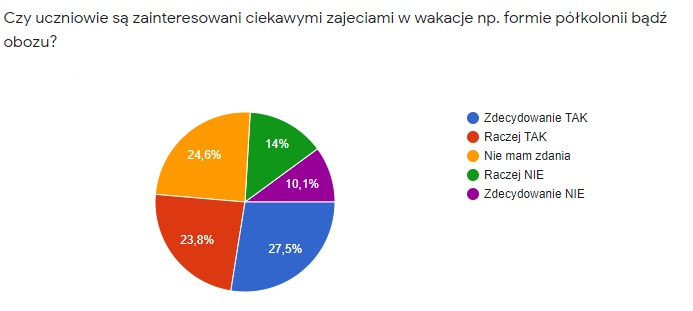 Czy uczniowie są zainteresowani ciekawymi zajeciami w wakacje np. formie półkolonii bądź
obozu?
Zdecydowanie TAK
Raczej TAK
Nie mam zdania
Raczej NIE
Zdecydowanie NIE
14%
24,6%
10,1%
23,8%
27,5%